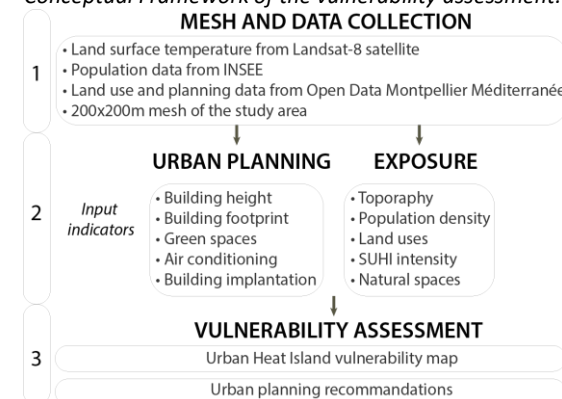 Conceptual Framework of the vulnerability assessment.
MESH AND DATA COLLECTION
1
• Land surface temperature from Landsat-8 satellite
• Population data from INSEE
• Land use and planning data from Open Data Montpellier Méditerranée
• 200x200m mesh of the study area
URBAN PLANNING
EXPOSURE
2
Input
indicators
• Building height
• Building footprint
• Green spaces
• Air conditioning
• Building implantation
• Toporaphy
• Population density
• Land uses
• SUHI intensity
• Natural spaces
VULNERABILITY ASSESSMENT
3
Urban Heat Island vulnerability map
Urban planning recommandations